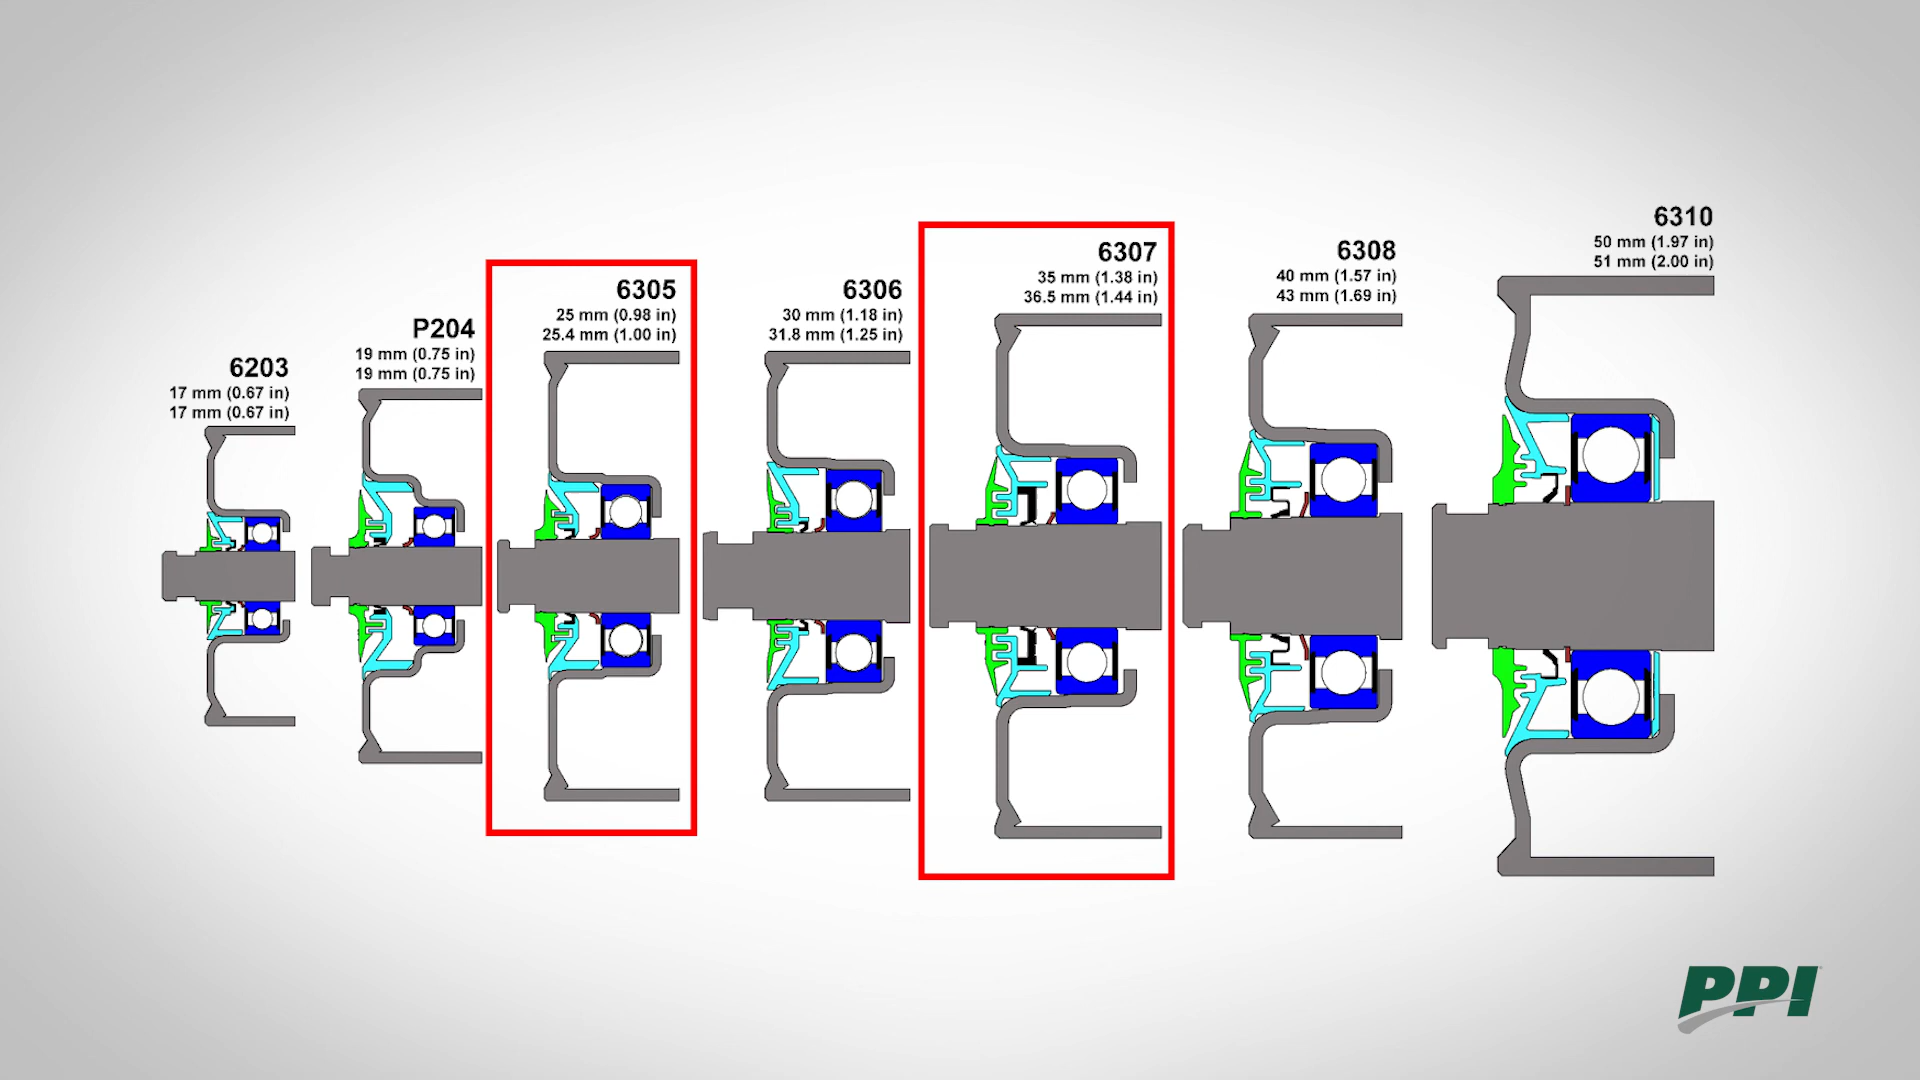 6203
17 mm (0.67 in)
17 mm (0.67 in)
P204
19 mm (0.75 in)
19 mm (0.75 in)
6305
25 mm (0.98 in)
25.4 mm (1.00 in)
6306
30 mm (1.18 in)
31.8 mm (1.25 in)
6307
35 mm (1.38 in)
36.5 mm (1.44 in)
6308
40 mm (1.57 in)
43 mm (1.69 in)
6310
50 mm (1.97 in)
51 mm (2.00 in)
PPI